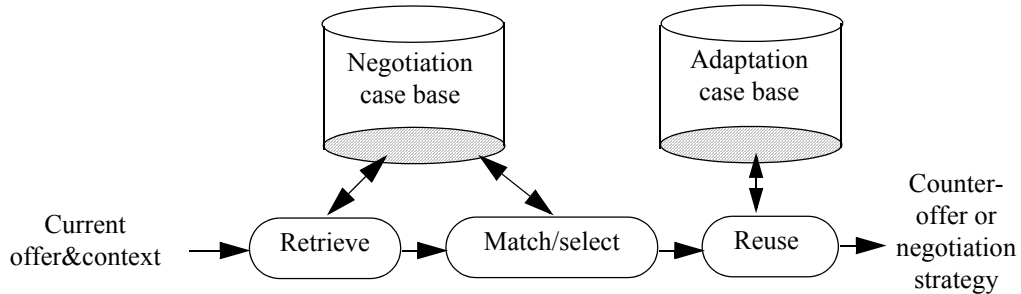 Negotiation
case base
Adaptation
case base
Current
offer&context
Retrieve
Match/select
Reuse
Counter-
offer or
negotiation
strategy